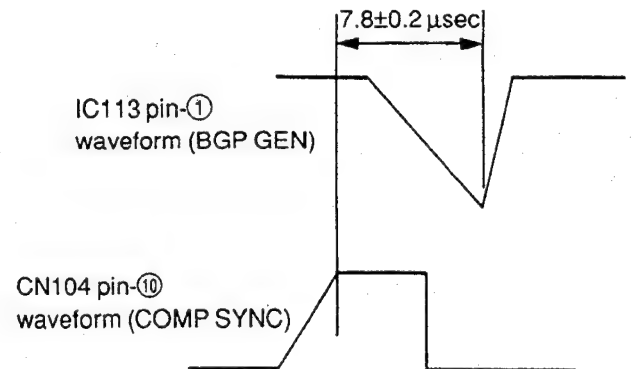 7.8±0.2 µsec
IC113 pin-①
waveform (BGP GEN)
CN104 pin-⑩
waveform (COMP SYNC)